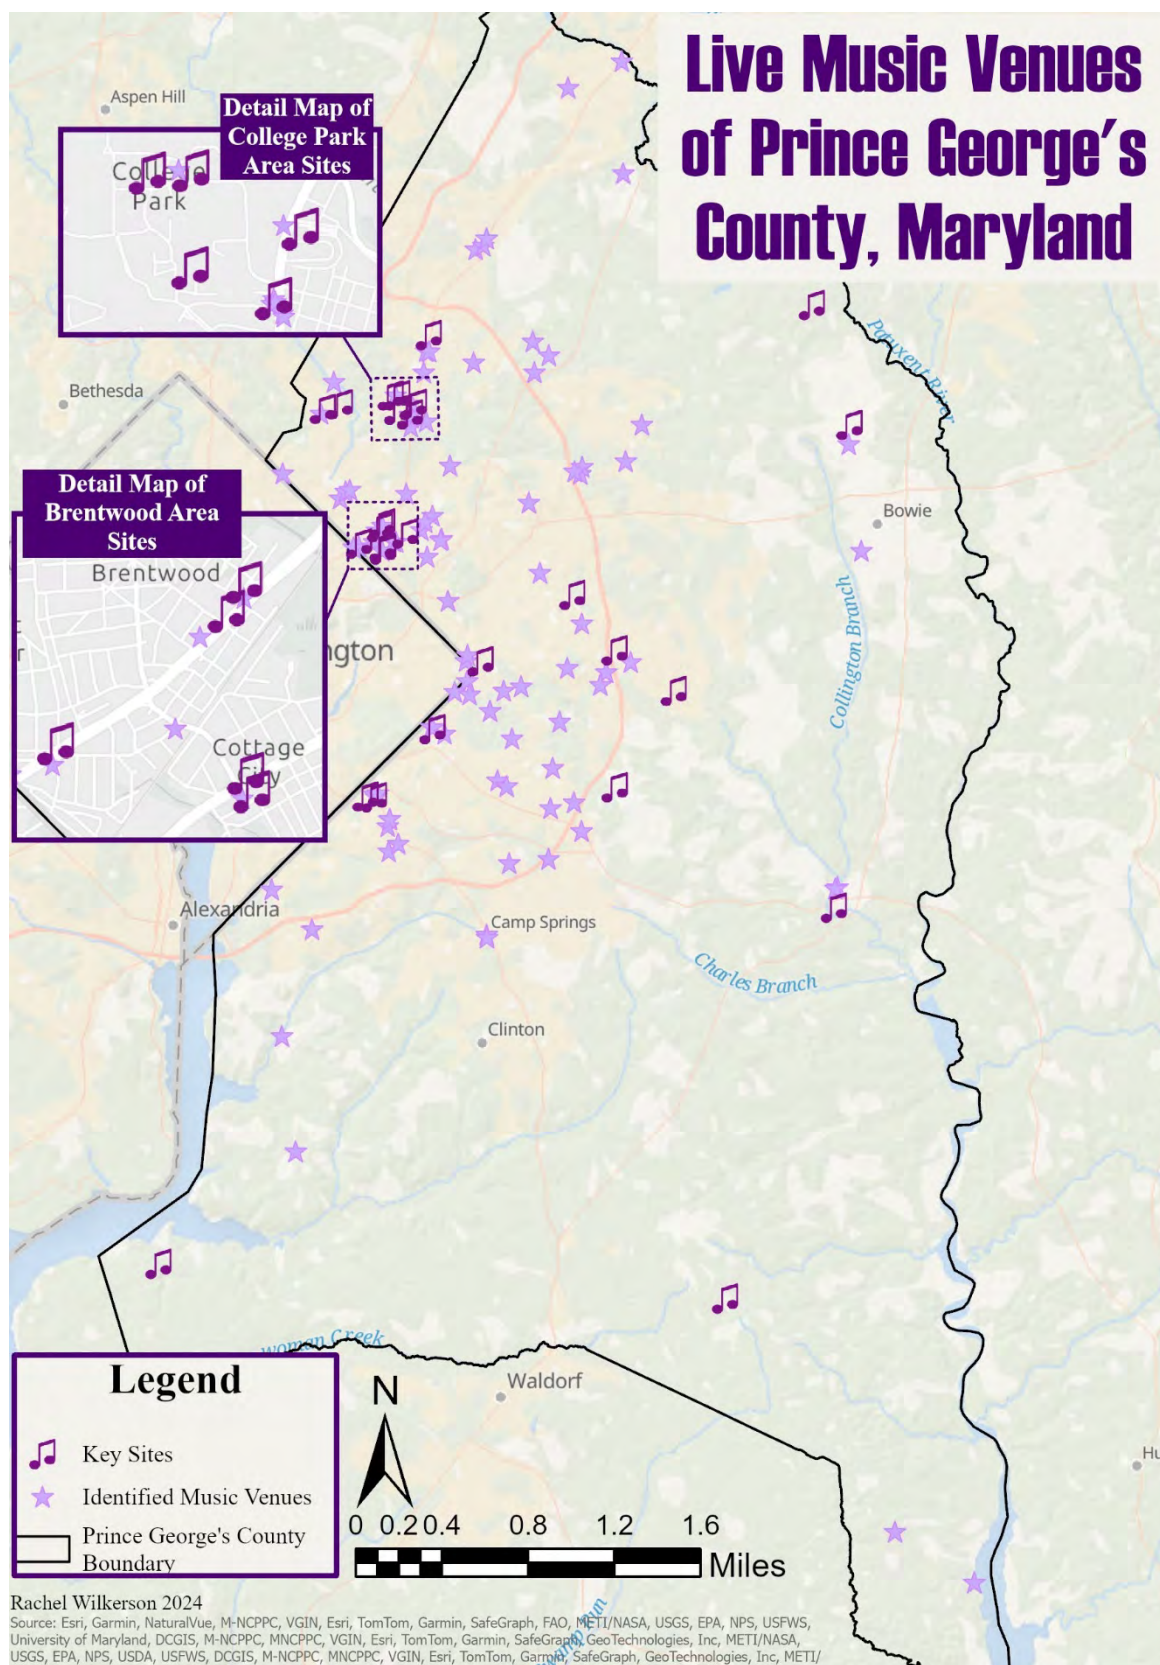 Live Music Venues
of Prince George's
County, Maryland
Aspen Hill
Detail Map of
College Park
Area Sites
College
Park
Patuxent River
Bethesda
Detail Map of
Brentwood Area
Sites
Brentwood
Bowie
Collington Branch
ngton
Cottage
City
Alexandria
Camp Springs
Charles Branch
Clinton
woman Creek
Waldorf
Legend
Key Sites
Identified Music Venues
Prince George's County
Boundary
N
0 0.2 0.4 0.8 1.2 1.6
Miles
Hu
Rachel Wilkerson 2024
Source: Esri, Garmin, NaturalVue, M-NCPPC, VGIN, Esri, TomTom, Garmin, SafeGraph, FAO, METI/NASA, USGS, EPA, NPS, USFWS,
University of Maryland, DCGIS, M-NCPPC, MNCPPC, VGIN, Esri, TomTom, Garmin, SafeGraph, GeoTechnologies, Inc, METI/NASA,
USGS, EPA, NPS, USDA, USFWS, DCGIS, M-NCPPC, MNCPPC, VGIN, Esri, TomTom, Garmin, SafeGraph, GeoTechnologies, Inc, METI/